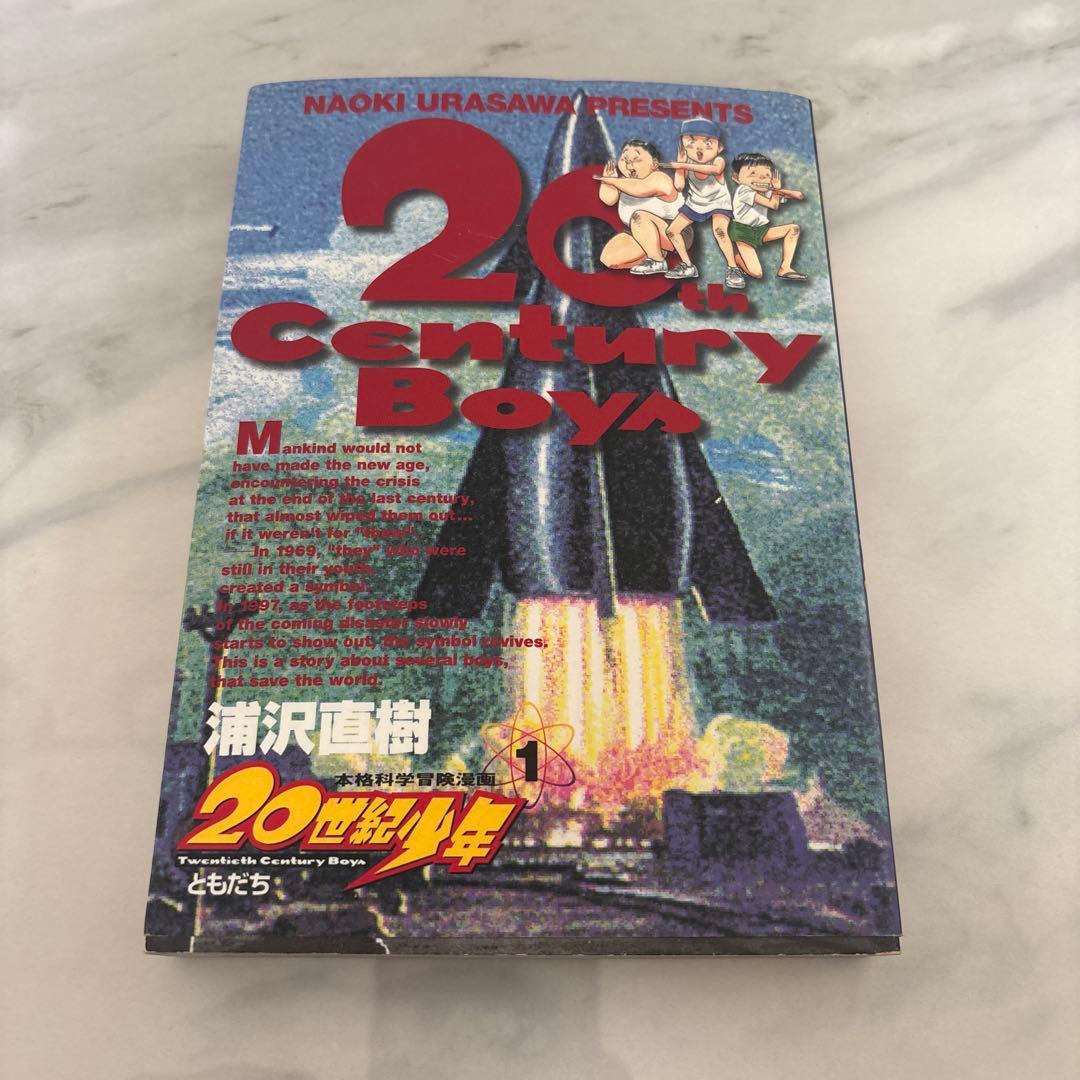 NAOKI URASAWA PRESENTS
20th
Century
Boys
Mankind would not
have made the new age,
encountering the crisis
at the end of the last century,
that almost wiped them out...
if it weren't for "them".
In 1969, "they" who were
still in their youth,
created a symbol.
In 1997, as the footsteps
of the coming disaster slowly
starts to show out, the symbol revives.
This is a story about several boys,
that save the world.
浦沢直樹
本格科学冒険漫画
1
20世紀少年
Twentieth Century Boys
ともだち